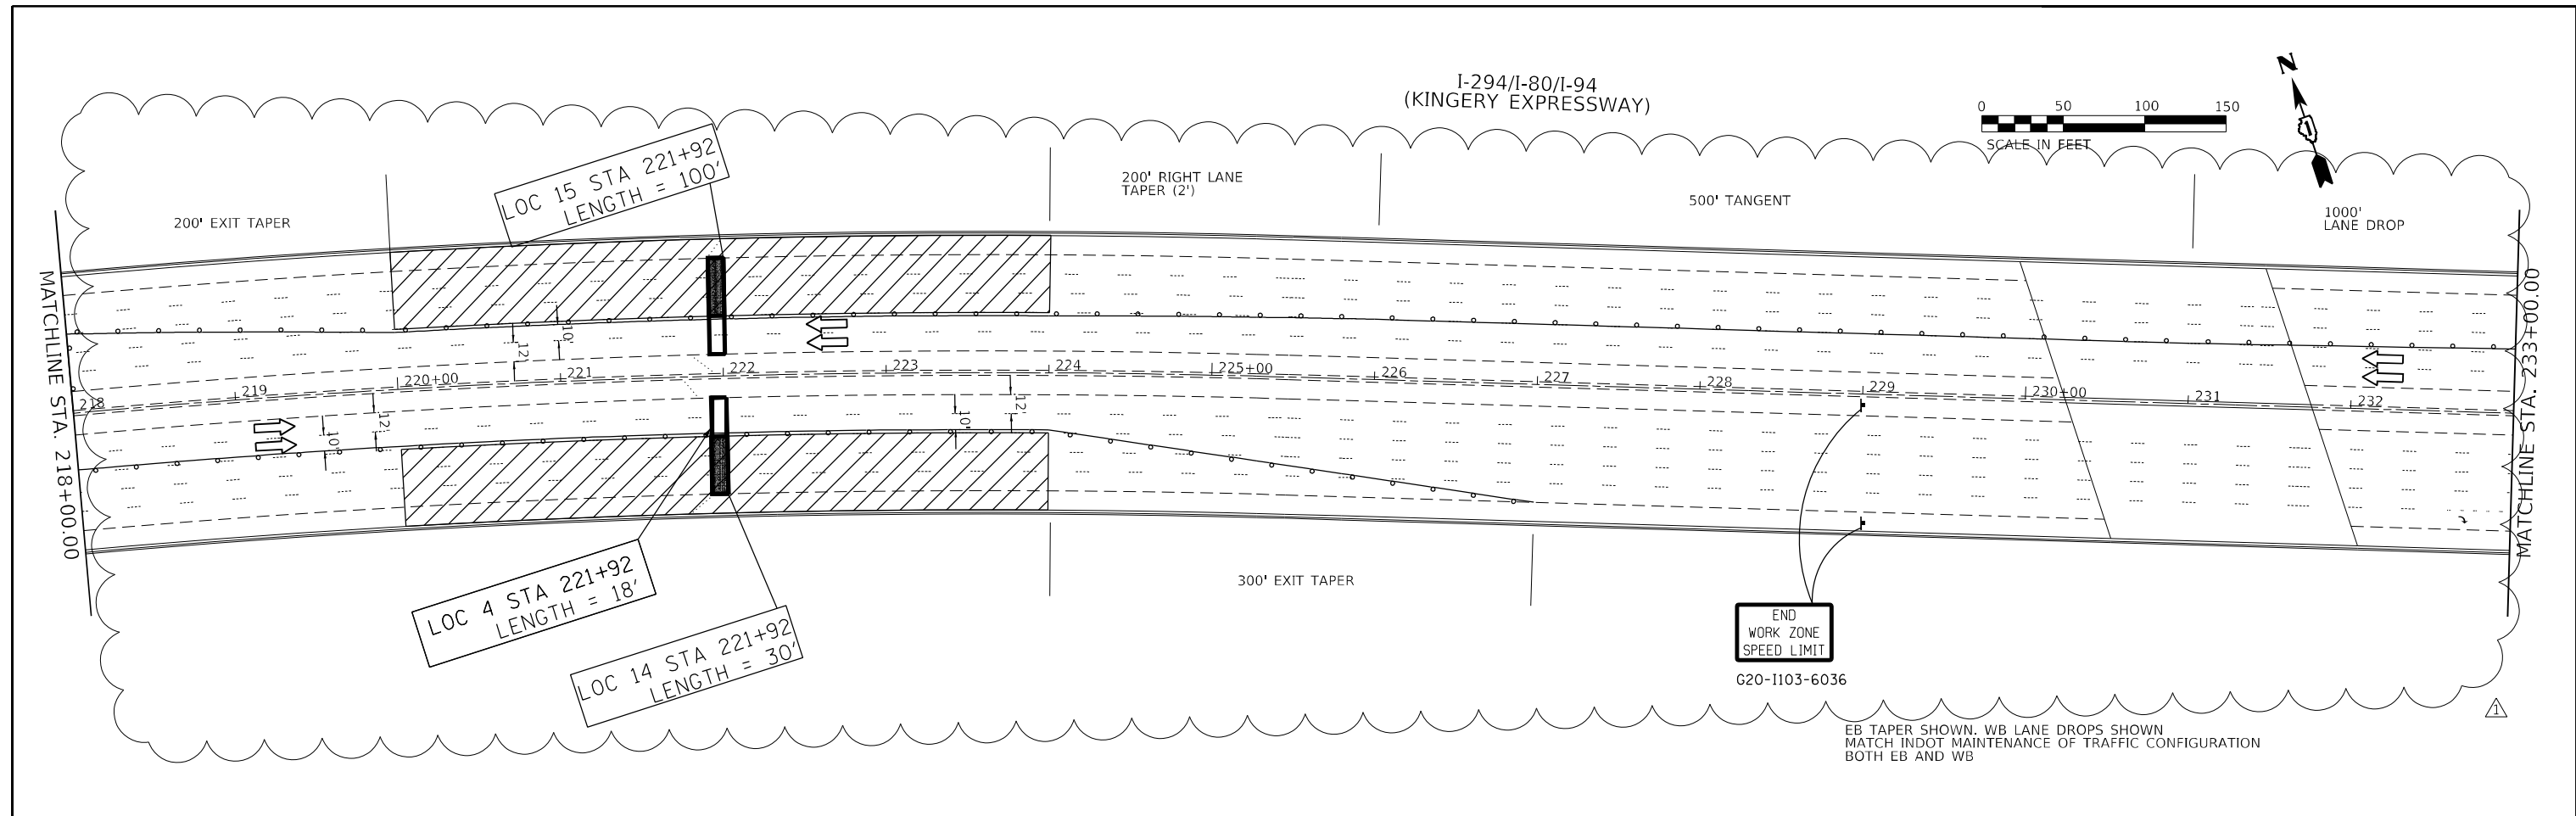 I-294/I-80/I-94
(KINGERY EXPRESSWAY)
0 50 100 150
SCALE IN FEET
N
LOC 15 STA 221+92
LENGTH = 100'
200' EXIT TAPER
200' RIGHT LANE
TAPER (2')
500' TANGENT
1000'
LANE DROP
MATCHLINE STA. 218+00.00
MATCHLINE STA. 233+00.00
10'
12'
218
219
220+00
221
222
223
224
225+00
226
227
228
229
230+00
231
232
12'
10'
10'
12'
LOC 4 STA 221+92
LENGTH = 18'
LOC 14 STA 221+92
LENGTH = 30'
300' EXIT TAPER
END
WORK ZONE
SPEED LIMIT
G20-I103-6036
1
EB TAPER SHOWN. WB LANE DROPS SHOWN
MATCH INDOT MAINTENANCE OF TRAFFIC CONFIGURATION
BOTH EB AND WB